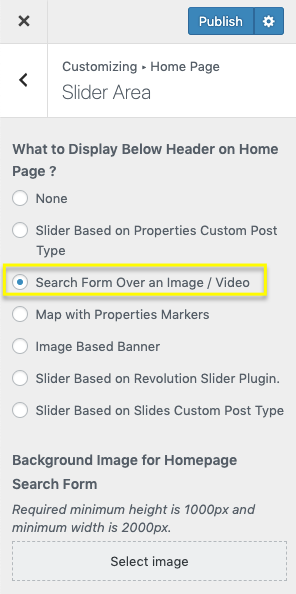 Publish
Customizing ▸ Home Page
Slider Area
What to Display Below Header on Home
Page ?
None
Slider Based on Properties Custom Post
Type
Search Form Over an Image / Video
Map with Properties Markers
Image Based Banner
Slider Based on Revolution Slider Plugin.
Slider Based on Slides Custom Post Type
Background Image for Homepage
Search Form
Required minimum height is 1000px and
minimum width is 2000px.
Select image